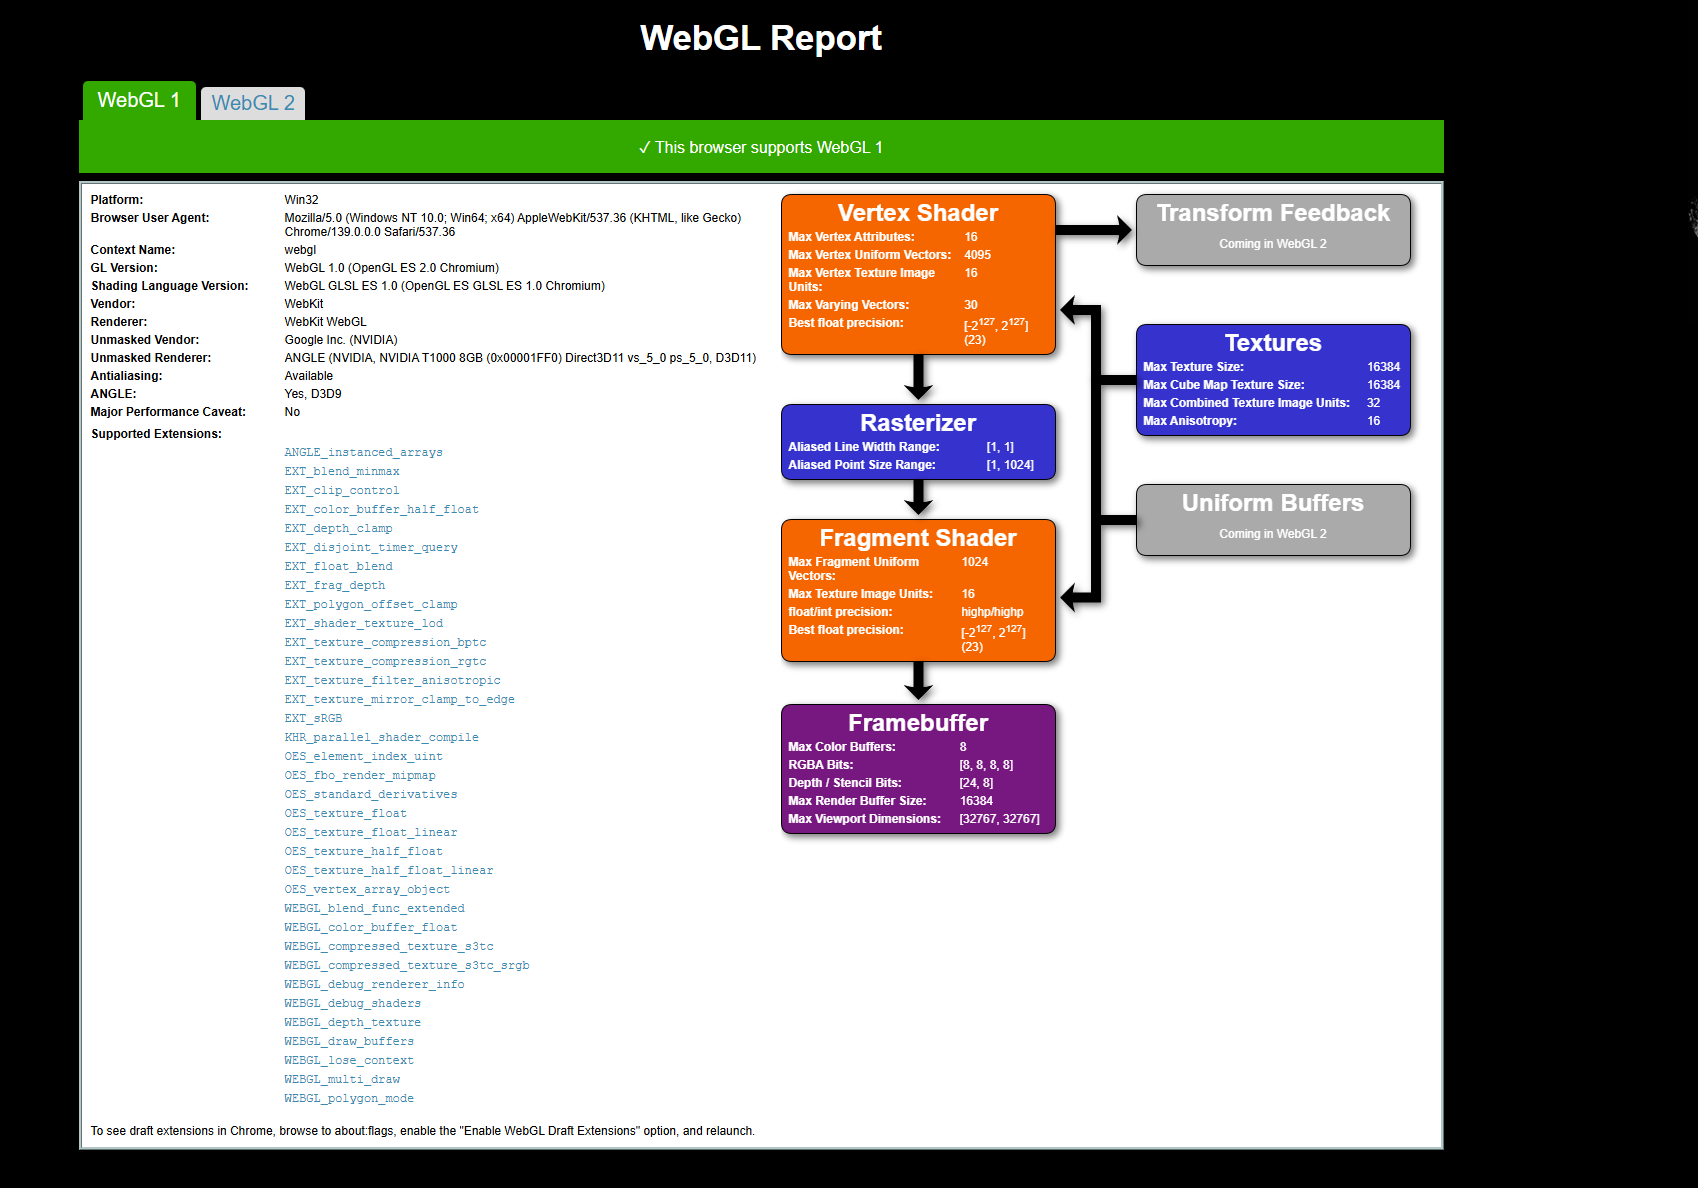 WebGL Report
WebGL 1
WebGL 2
✓ This browser supports WebGL 1
Platform: Win32
Browser User Agent: Mozilla/5.0 (Windows NT 10.0; Win64; x64) AppleWebKit/537.36 (KHTML, like Gecko)
Chrome/139.0.0.0 Safari/537.36
Context Name: webgl
GL Version: WebGL 1.0 (OpenGL ES 2.0 Chromium)
Shading Language Version: WebGL GLSL ES 1.0 (OpenGL ES GLSL ES 1.0 Chromium)
Vendor: WebKit
Renderer: WebKit WebGL
Unmasked Vendor: Google Inc. (NVIDIA)
Unmasked Renderer: ANGLE (NVIDIA, NVIDIA T1000 8GB (0x00001FF0) Direct3D11 vs_5_0 ps_5_0, D3D11)
Antialiasing: Available
ANGLE: Yes, D3D9
Major Performance Caveat: No
Supported Extensions:
ANGLE_instanced_arrays
EXT_blend_minmax
EXT_clip_control
EXT_color_buffer_half_float
EXT_depth_clamp
EXT_disjoint_timer_query
EXT_float_blend
EXT_frag_depth
EXT_polygon_offset_clamp
EXT_shader_texture_lod
EXT_texture_compression_bptc
EXT_texture_compression_rgtc
EXT_texture_filter_anisotropic
EXT_texture_mirror_clamp_to_edge
EXT_sRGB
KHR_parallel_shader_compile
OES_element_index_uint
OES_fbo_render_mipmap
OES_standard_derivatives
OES_texture_float
OES_texture_float_linear
OES_texture_half_float
OES_texture_half_float_linear
OES_vertex_array_object
WEBGL_blend_func_extended
WEBGL_color_buffer_float
WEBGL_compressed_texture_s3tc
WEBGL_compressed_texture_s3tc_srgb
WEBGL_debug_renderer_info
WEBGL_debug_shaders
WEBGL_depth_texture
WEBGL_draw_buffers
WEBGL_lose_context
WEBGL_multi_draw
WEBGL_polygon_mode
To see draft extensions in Chrome, browse to about:flags, enable the "Enable WebGL Draft Extensions" option, and relaunch.
Vertex Shader
Max Vertex Attributes: 16
Max Vertex Uniform Vectors: 4095
Max Vertex Texture Image 16
Units:
Max Varying Vectors: 30
Best float precision: [-2¹²⁷, 2¹²⁷]
(23)
Rasterizer
Aliased Line Width Range: [1, 1]
Aliased Point Size Range: [1, 1024]
Fragment Shader
Max Fragment Uniform 1024
Vectors:
Max Texture Image Units: 16
float/int precision: highp/highp
Best float precision: [-2¹²⁷, 2¹²⁷]
(23)
Framebuffer
Max Color Buffers: 8
RGBA Bits: [8, 8, 8, 8]
Depth / Stencil Bits: [24, 8]
Max Render Buffer Size: 16384
Max Viewport Dimensions: [32767, 32767]
Transform Feedback
Coming in WebGL 2
Textures
Max Texture Size: 16384
Max Cube Map Texture Size: 16384
Max Combined Texture Image Units: 32
Max Anisotropy: 16
Uniform Buffers
Coming in WebGL 2